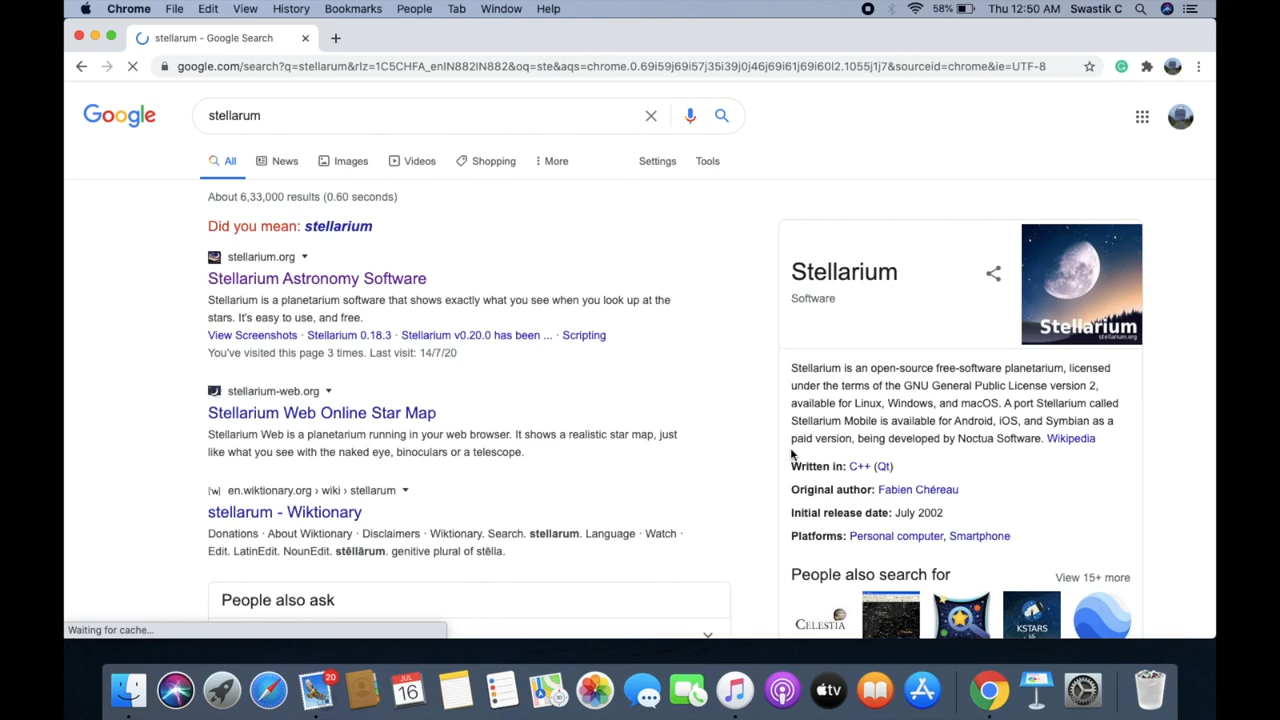 Chrome File Edit View History Bookmarks People Tab Window Help 58% Thu 12:50 AM Swastik C
stellarum - Google Search
google.com/search?q=stellarum&rlz=1C5CHFA_enIN882IN882&oq=ste&aqs=chrome.0.69i59j69i57j35i39j0j46j69i61j69i60l2.1055j1j7&sourceid=chrome&ie=UTF-8
Google
stellarum
All News Images Videos Shopping More Settings Tools
About 6,33,000 results (0.60 seconds)
Did you mean: stellarium
stellarium.org
Stellarium Astronomy Software
Stellarium is a planetarium software that shows exactly what you see when you look up at the
stars. It's easy to use, and free.
View Screenshots · Stellarium 0.18.3 · Stellarium v0.20.0 has been ... · Scripting
You've visited this page 3 times. Last visit: 14/7/20
stellarium-web.org
Stellarium Web Online Star Map
Stellarium Web is a planetarium running in your web browser. It shows a realistic star map, just
like what you see with the naked eye, binoculars or a telescope.
[w] en.wiktionary.org › wiki › stellarum
stellarum - Wiktionary
Donations · About Wiktionary · Disclaimers · Wiktionary. Search. stellarum. Language · Watch ·
Edit. LatinEdit. NounEdit. stēllārum. genitive plural of stēlla.
People also ask
Waiting for cache...
Stellarium
Software
Stellarium
stellarium.org
Stellarium is an open-source free-software planetarium, licensed
under the terms of the GNU General Public License version 2,
available for Linux, Windows, and macOS. A port Stellarium called
Stellarium Mobile is available for Android, iOS, and Symbian as a
paid version, being developed by Noctua Software. Wikipedia
Written in: C++ (Qt)
Original author: Fabien Chéreau
Initial release date: July 2002
Platforms: Personal computer, Smartphone
People also search for View 15+ more
CELESTIA
KSTARS
20
JUL
16
tv